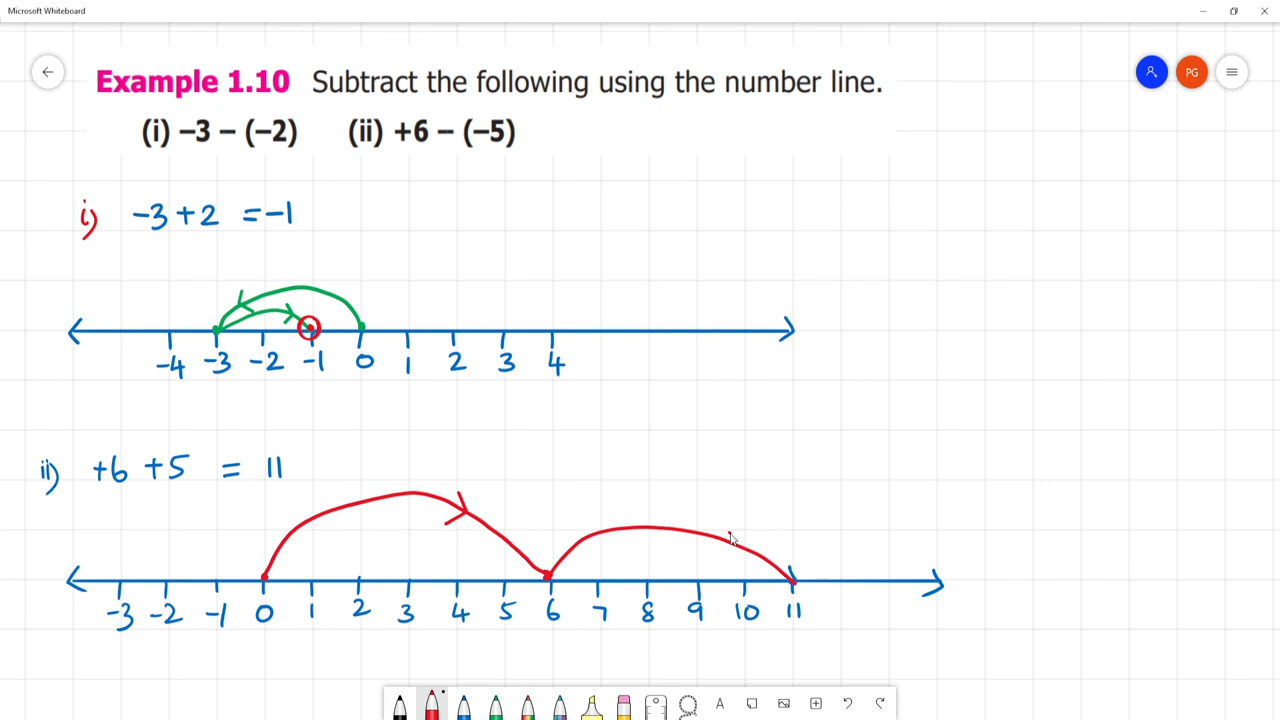 Microsoft Whiteboard
Example 1.10 Subtract the following using the number line.
(i) –3 – (–2) (ii) +6 – (–5)
PG
i) -3+2 =-1
-4 -3 -2 -1 0 1 2 3 4
ii) +6 +5 = 11
-3 -2 -1 0 1 2 3 4 5 6 7 8 9 10 11
A